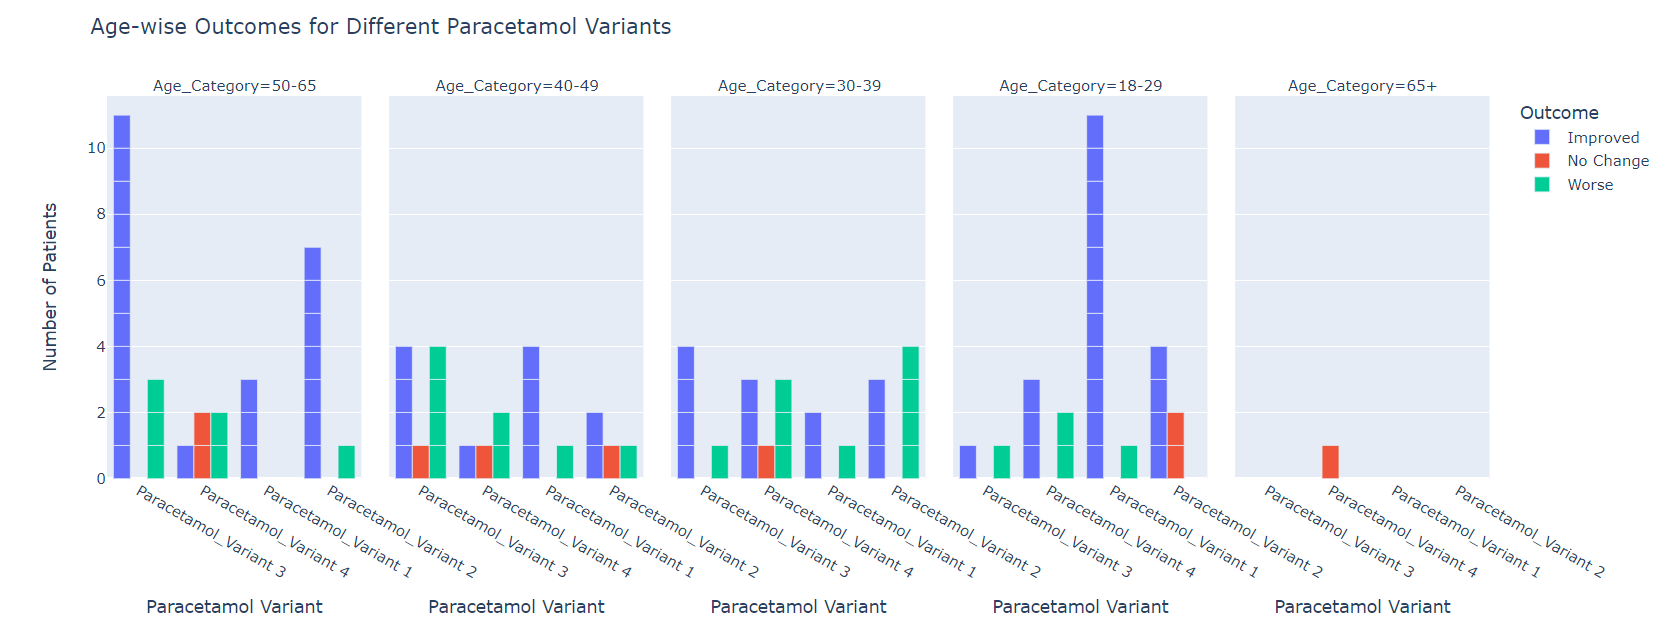 Age-wise Outcomes for Different Paracetamol Variants
Age_Category=50-65
Age_Category=40-49
Age_Category=30-39
Age_Category=18-29
Age_Category=65+
Outcome
Improved
No Change
Worse
Number of Patients
10
8
6
4
2
0
Paracetamol_Variant 3
Paracetamol_Variant 4
Paracetamol_Variant 1
Paracetamol_Variant 2
Paracetamol_Variant 3
Paracetamol_Variant 4
Paracetamol_Variant 1
Paracetamol_Variant 2
Paracetamol_Variant 3
Paracetamol_Variant 4
Paracetamol_Variant 1
Paracetamol_Variant 2
Paracetamol_Variant 3
Paracetamol_Variant 4
Paracetamol_Variant 1
Paracetamol_Variant 2
Paracetamol_Variant 3
Paracetamol_Variant 4
Paracetamol_Variant 1
Paracetamol_Variant 2
Paracetamol Variant
Paracetamol Variant
Paracetamol Variant
Paracetamol Variant
Paracetamol Variant